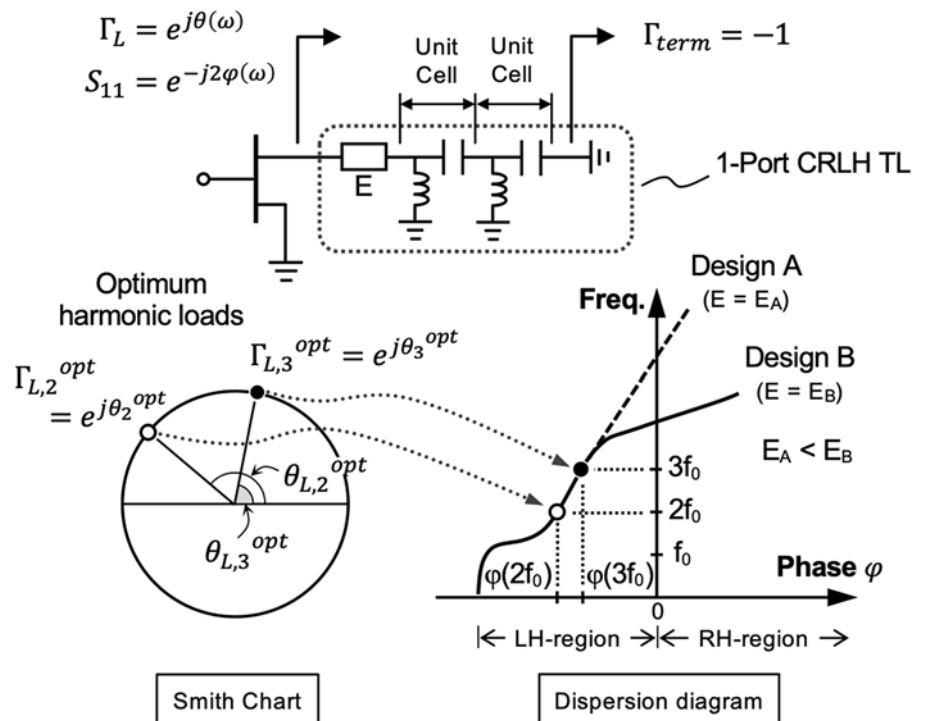 Γ_L = e^{jθ(ω)}
S_11 = e^{-j2φ(ω)}
Unit
Cell
Unit
Cell
Γ_term = −1
E
1-Port CRLH TL
Optimum
harmonic loads
Γ_{L,2}^{opt}
= e^{jθ_2^{opt}}
Γ_{L,3}^{opt} = e^{jθ_3^{opt}}
θ_{L,2}^{opt}
θ_{L,3}^{opt}
Freq.
Design A
(E = E_A)
Design B
(E = E_B)
E_A < E_B
3f_0
2f_0
f_0
φ(2f_0)
φ(3f_0)
Phase φ
0
LH-region
RH-region
Smith Chart
Dispersion diagram